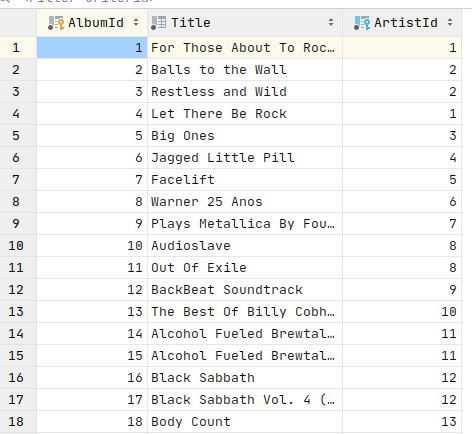 AlbumId Title ArtistId
1 1 For Those About To Roc… 1
2 2 Balls to the Wall 2
3 3 Restless and Wild 2
4 4 Let There Be Rock 1
5 5 Big Ones 3
6 6 Jagged Little Pill 4
7 7 Facelift 5
8 8 Warner 25 Anos 6
9 9 Plays Metallica By Fou… 7
10 10 Audioslave 8
11 11 Out Of Exile 8
12 12 BackBeat Soundtrack 9
13 13 The Best Of Billy Cobh… 10
14 14 Alcohol Fueled Brewtal… 11
15 15 Alcohol Fueled Brewtal… 11
16 16 Black Sabbath 12
17 17 Black Sabbath Vol. 4 (… 12
18 18 Body Count 13